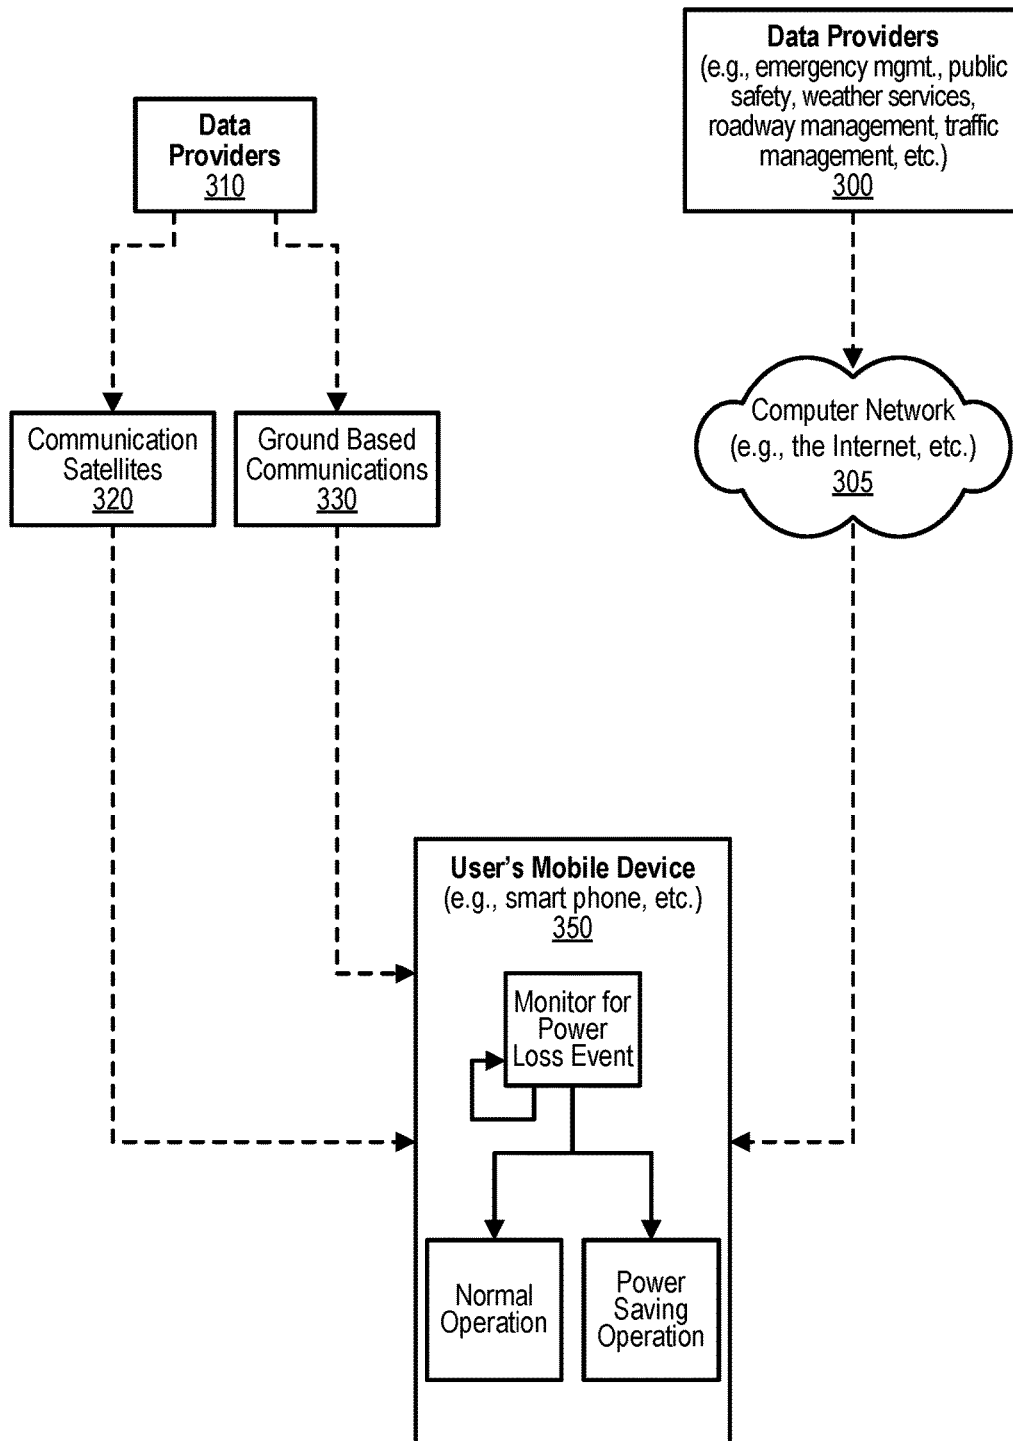 Data Providers
(e.g., emergency mgmt., public
safety, weather services,
roadway management, traffic
management, etc.)
300
Data
Providers
310
Communication
Satellites
320
Ground Based
Communications
330
Computer Network
(e.g., the Internet, etc.)
305
User's Mobile Device
(e.g., smart phone, etc.)
350
Monitor for
Power
Loss Event
Normal
Operation
Power
Saving
Operation